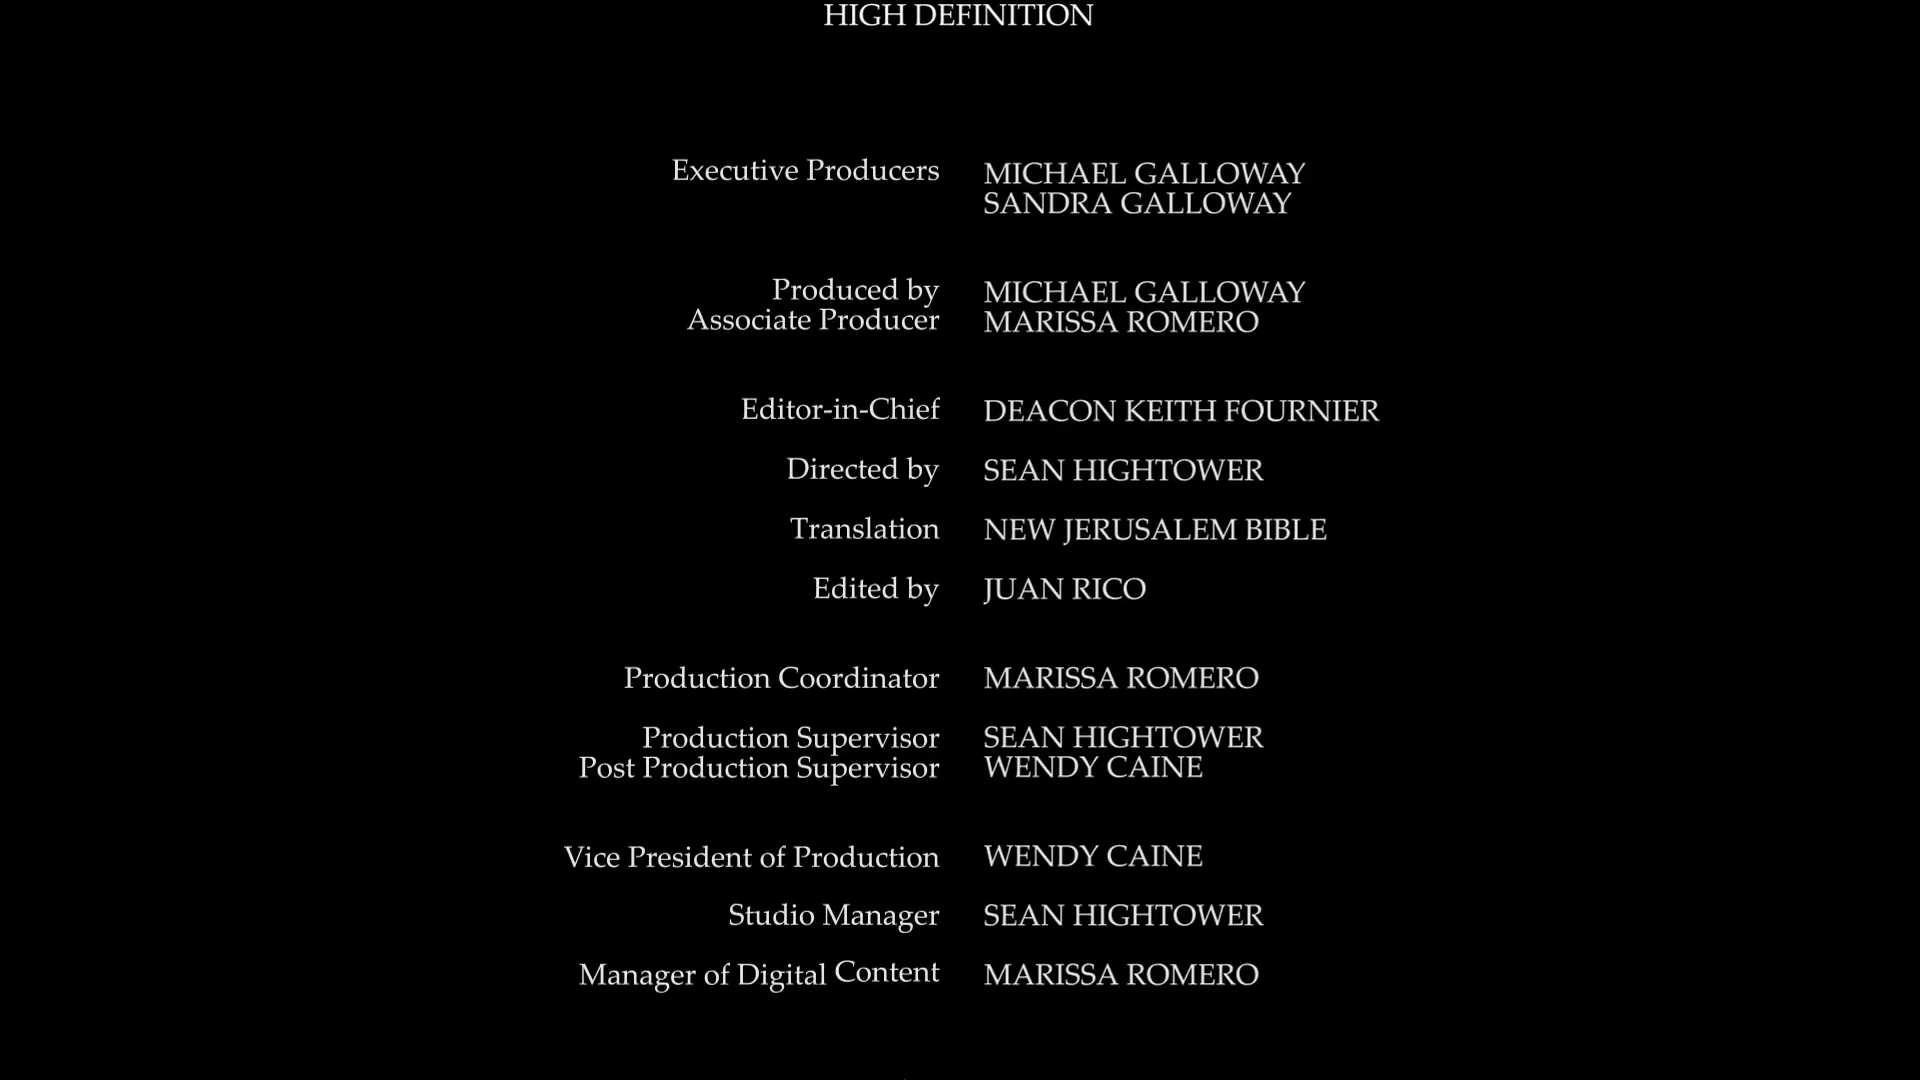 HIGH DEFINITION
Executive Producers MICHAEL GALLOWAY
SANDRA GALLOWAY
Produced by MICHAEL GALLOWAY
Associate Producer MARISSA ROMERO
Editor-in-Chief DEACON KEITH FOURNIER
Directed by SEAN HIGHTOWER
Translation NEW JERUSALEM BIBLE
Edited by JUAN RICO
Production Coordinator MARISSA ROMERO
Production Supervisor SEAN HIGHTOWER
Post Production Supervisor WENDY CAINE
Vice President of Production WENDY CAINE
Studio Manager SEAN HIGHTOWER
Manager of Digital Content MARISSA ROMERO